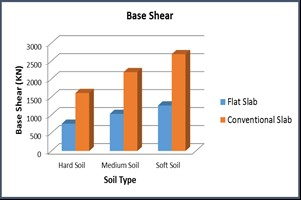 Base Shear
Base Shear (KN)
3000
2500
2000
1500
1000
500
0
Hard Soil Medium Soil Soft Soil
Soil Type
Flat Slab
Conventional Slab